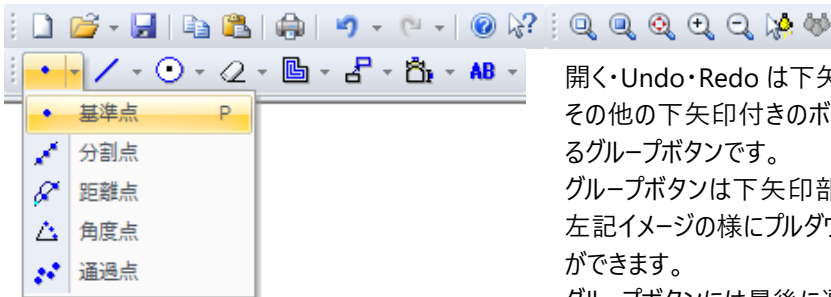 AB
基準点 P
分割点
距離点
角度点
通過点
開く・Undo・Redo は下矢
その他の下矢印付きのボ
るグループボタンです。
グループボタンは下矢印部
左記イメージの様にプルダウ
ができます。